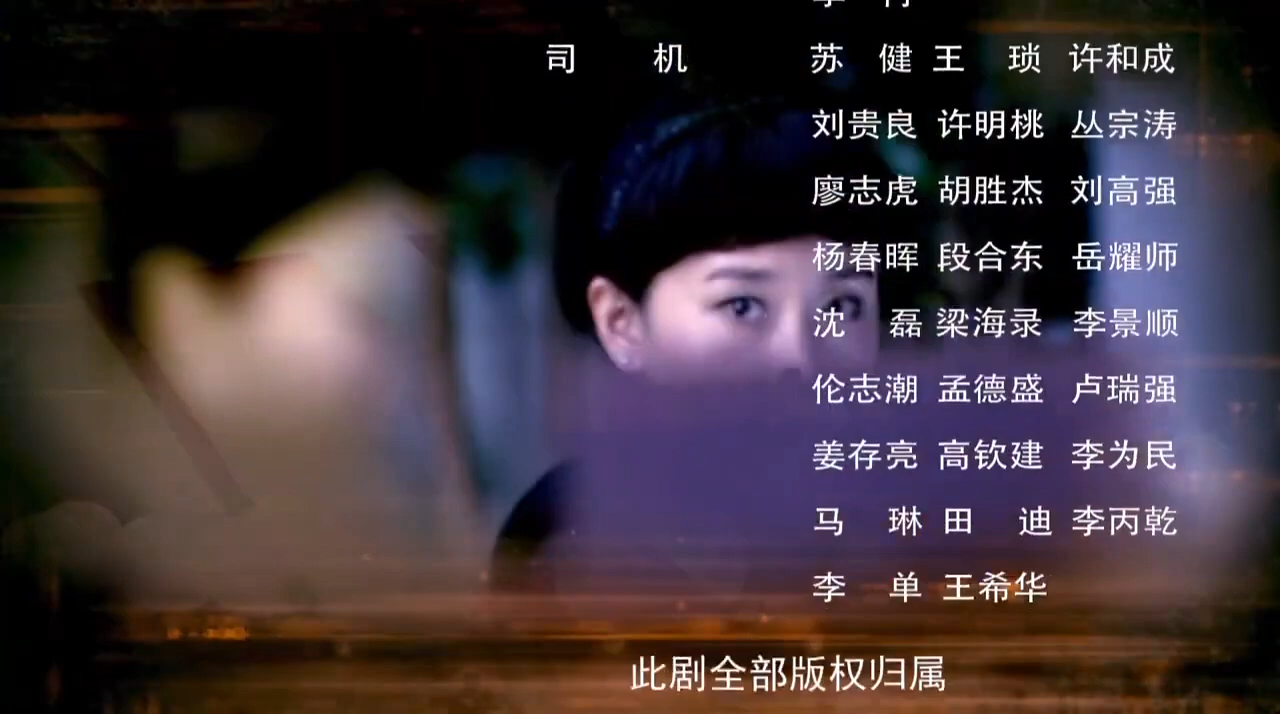 司 机 苏 健 王 琐 许和成
刘贵良 许明桃 丛宗涛
廖志虎 胡胜杰 刘高强
杨春晖 段合东 岳耀师
沈 磊 梁海录 李景顺
伦志潮 孟德盛 卢瑞强
姜存亮 高钦建 李为民
马 琳 田 迪 李丙乾
李 单 王希华
此剧全部版权归属